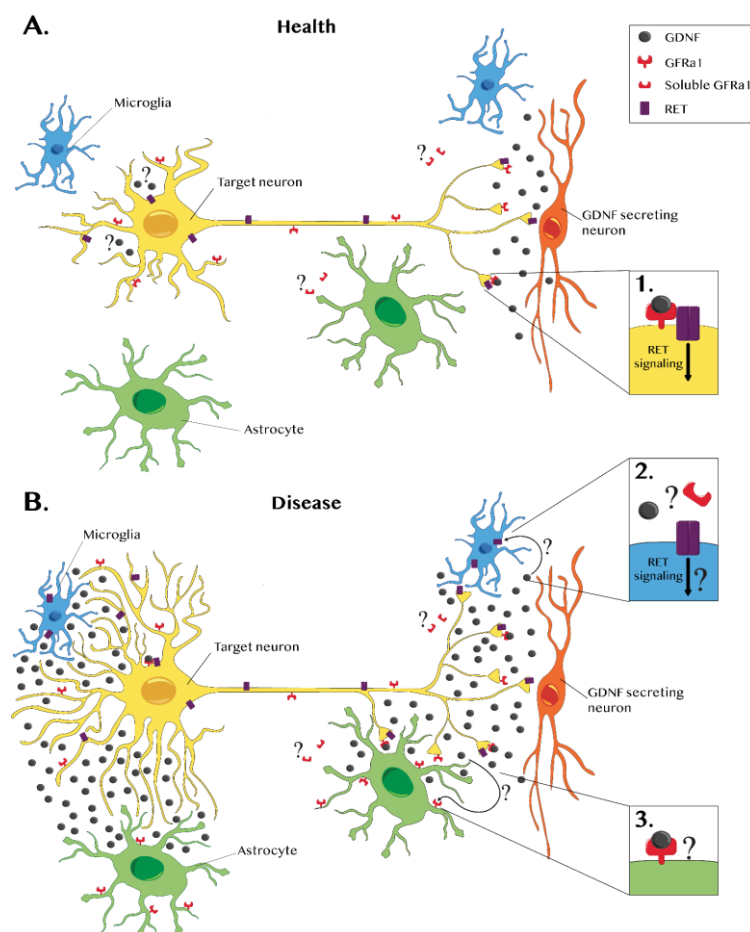 A.
Health
GDNF
GFRa1
Soluble GFRa1
RET
Microglia
?
?
Target neuron
GDNF secreting
neuron
?
?
1.
RET
signaling
Astrocyte
B.
Disease
2.
?
RET
signaling
?
Microglia
?
?
Target neuron
GDNF secreting
neuron
?
?
3.
?
Astrocyte